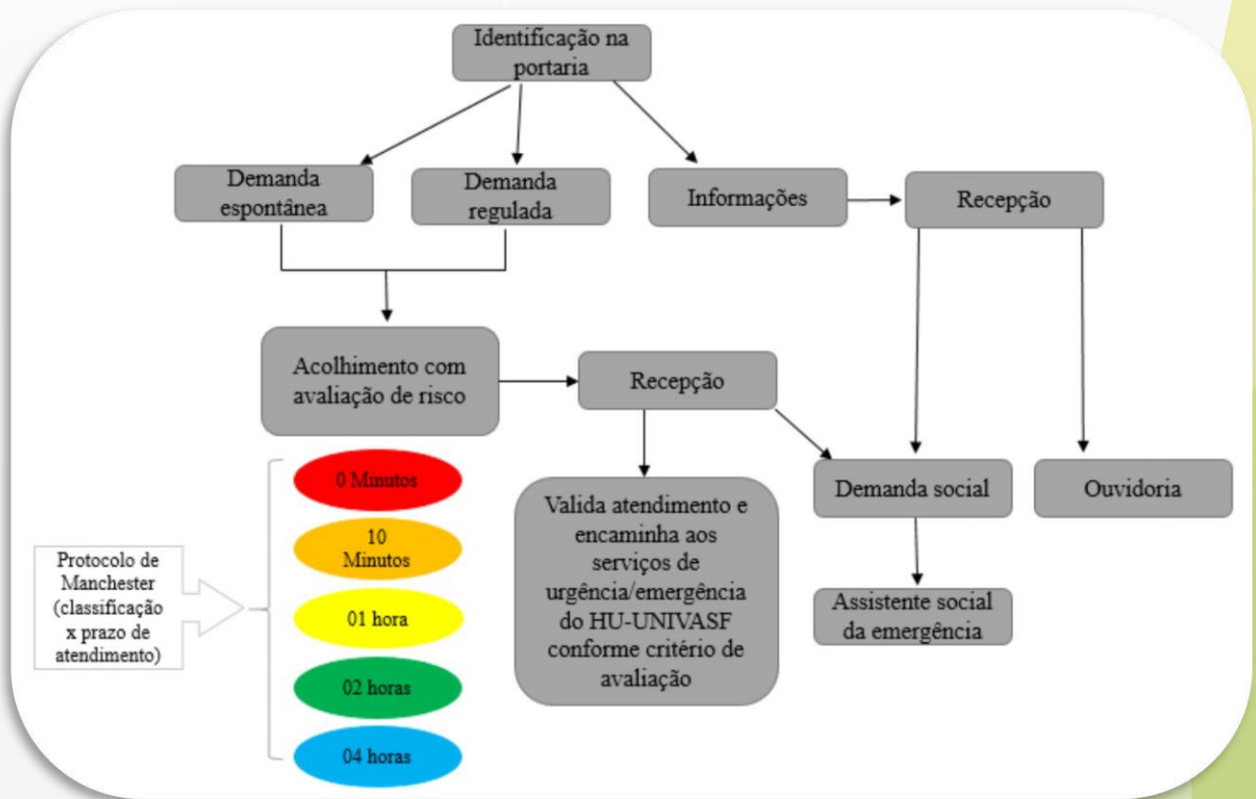 Identificação na
portaria
Demanda
espontânea
Demanda
regulada
Informações
Recepção
Acolhimento com
avaliação de risco
Recepção
0 Minutos
10
Minutos
01 hora
02 horas
04 horas
Protocolo de
Manchester
(classificação
x prazo de
atendimento)
Valida atendimento e
encaminha aos
serviços de
urgência/emergência
do HU-UNIVASF
conforme critério de
avaliação
Demanda social
Ouvidoria
Assistente social
da emergência